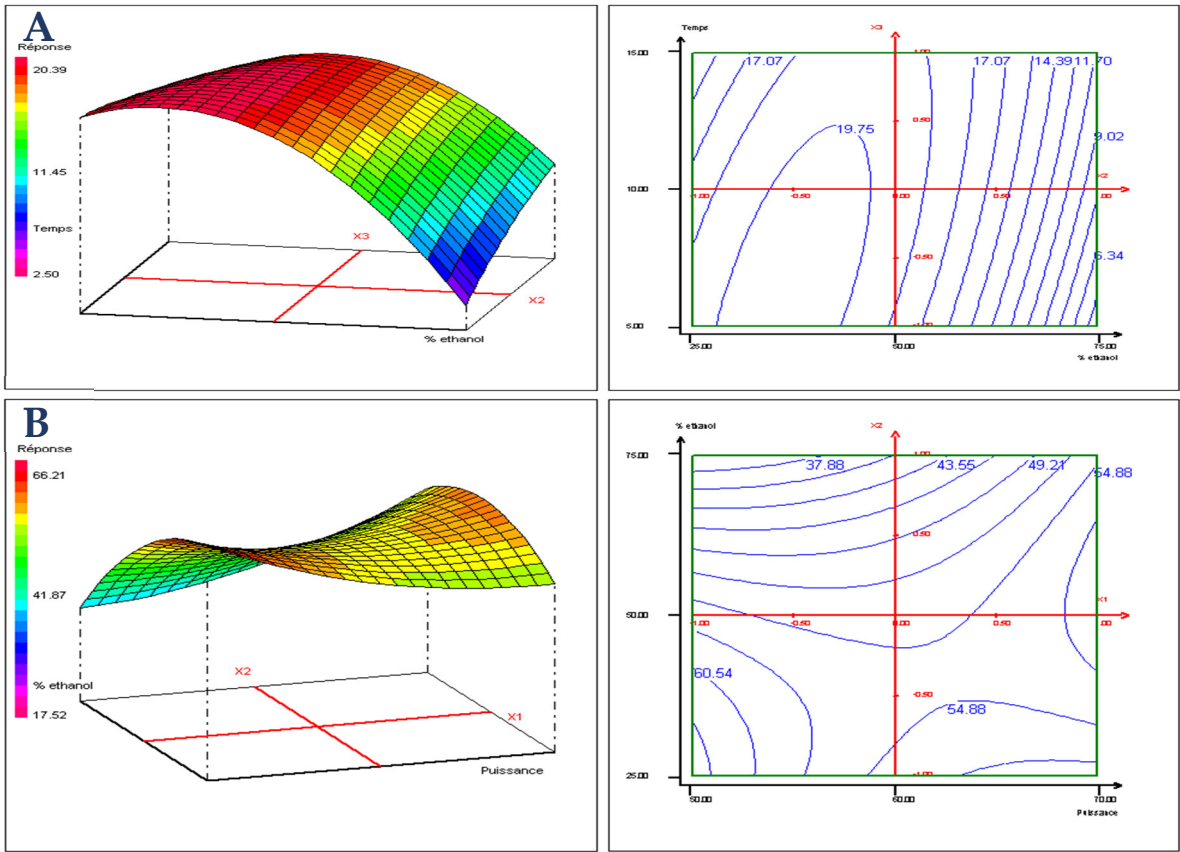 A
Réponse
20.39
11.45
Temps
2.50
X3
X2
% ethanol
Temps
X3
15.00
1.00
17.07
17.07
14.39
11.70
0.50
19.75
9.02
X2
10.00
-1.00
-0.50
0.00
0.50
1.00
-0.50
6.34
5.00
-1.00
25.00
50.00
75.00
% ethanol
B
Réponse
66.21
41.87
% ethanol
17.52
X2
X1
Puissance
% ethanol
X2
75.00
1.00
37.88
43.55
49.21
54.88
0.50
X1
50.00
-1.00
-0.50
0.00
0.50
1.00
60.54
-0.50
54.88
25.00
-1.00
50.00
60.00
70.00
Puissance